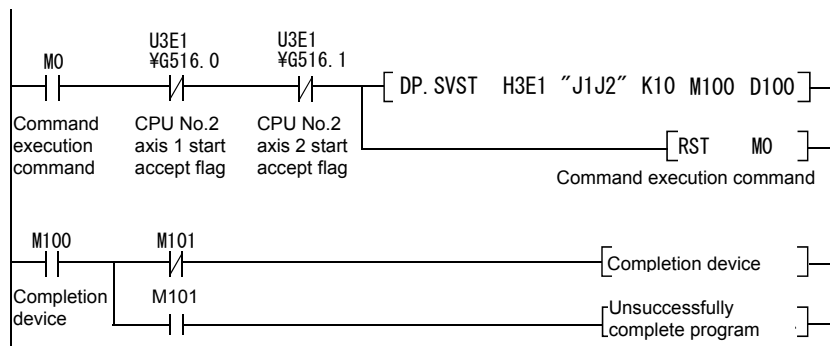 U3E1 U3E1
M0 ¥G516.0 ¥G516.1
DP.SVST H3E1 "J1J2" K10 M100 D100
Command execution command
CPU No.2 axis 1 start accept flag
CPU No.2 axis 2 start accept flag
RST M0
Command execution command
M100 M101
Completion device
Completion device
M101
Unsuccessfully complete program